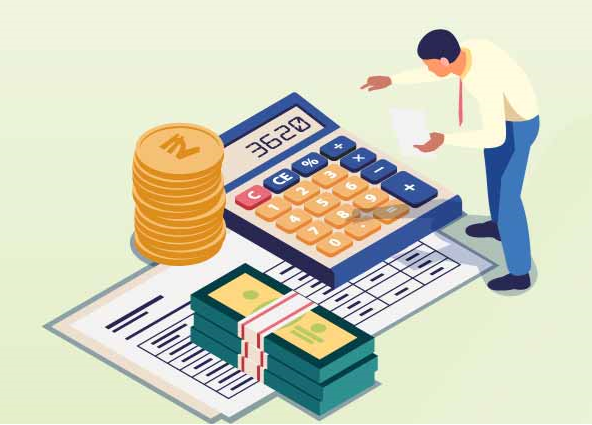 ₹
3620
C CE % ÷
1 2 3 ×
4 5 6 −
7 8 9 +
0 . =